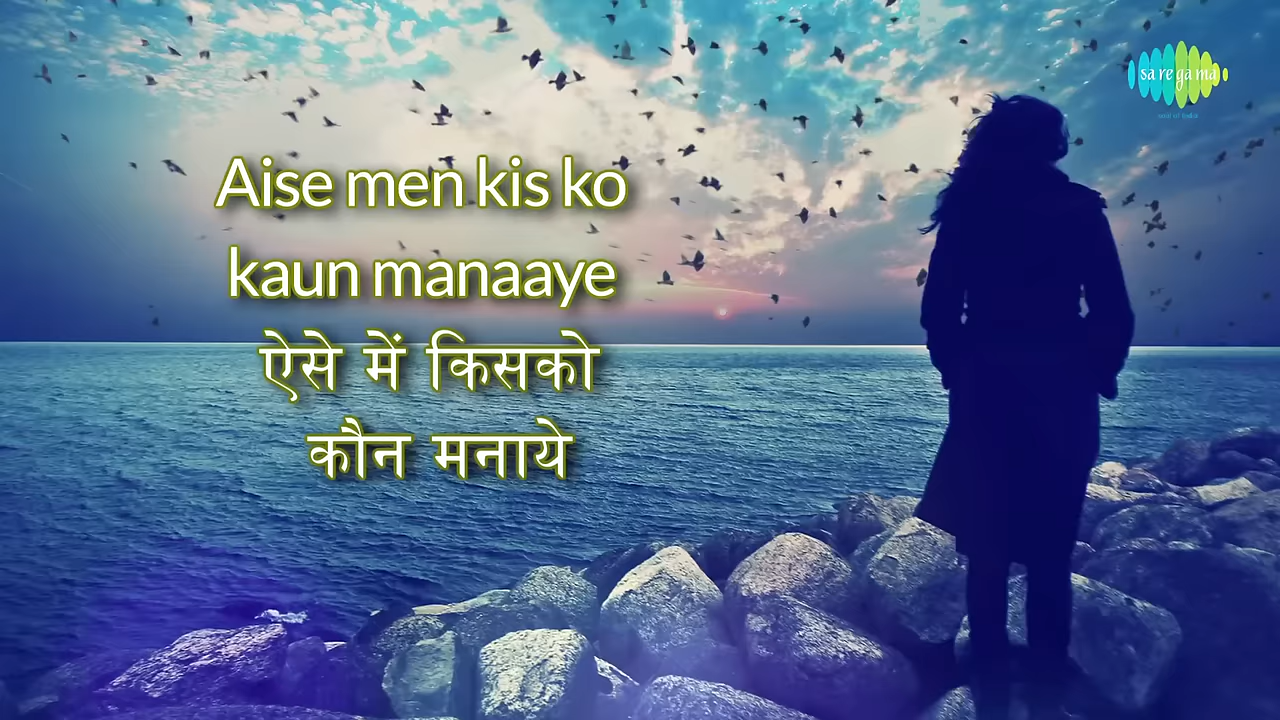 Aise men kis ko
kaun manaaye
ऐसे में किसको
कौन मनाये
sa re ga ma